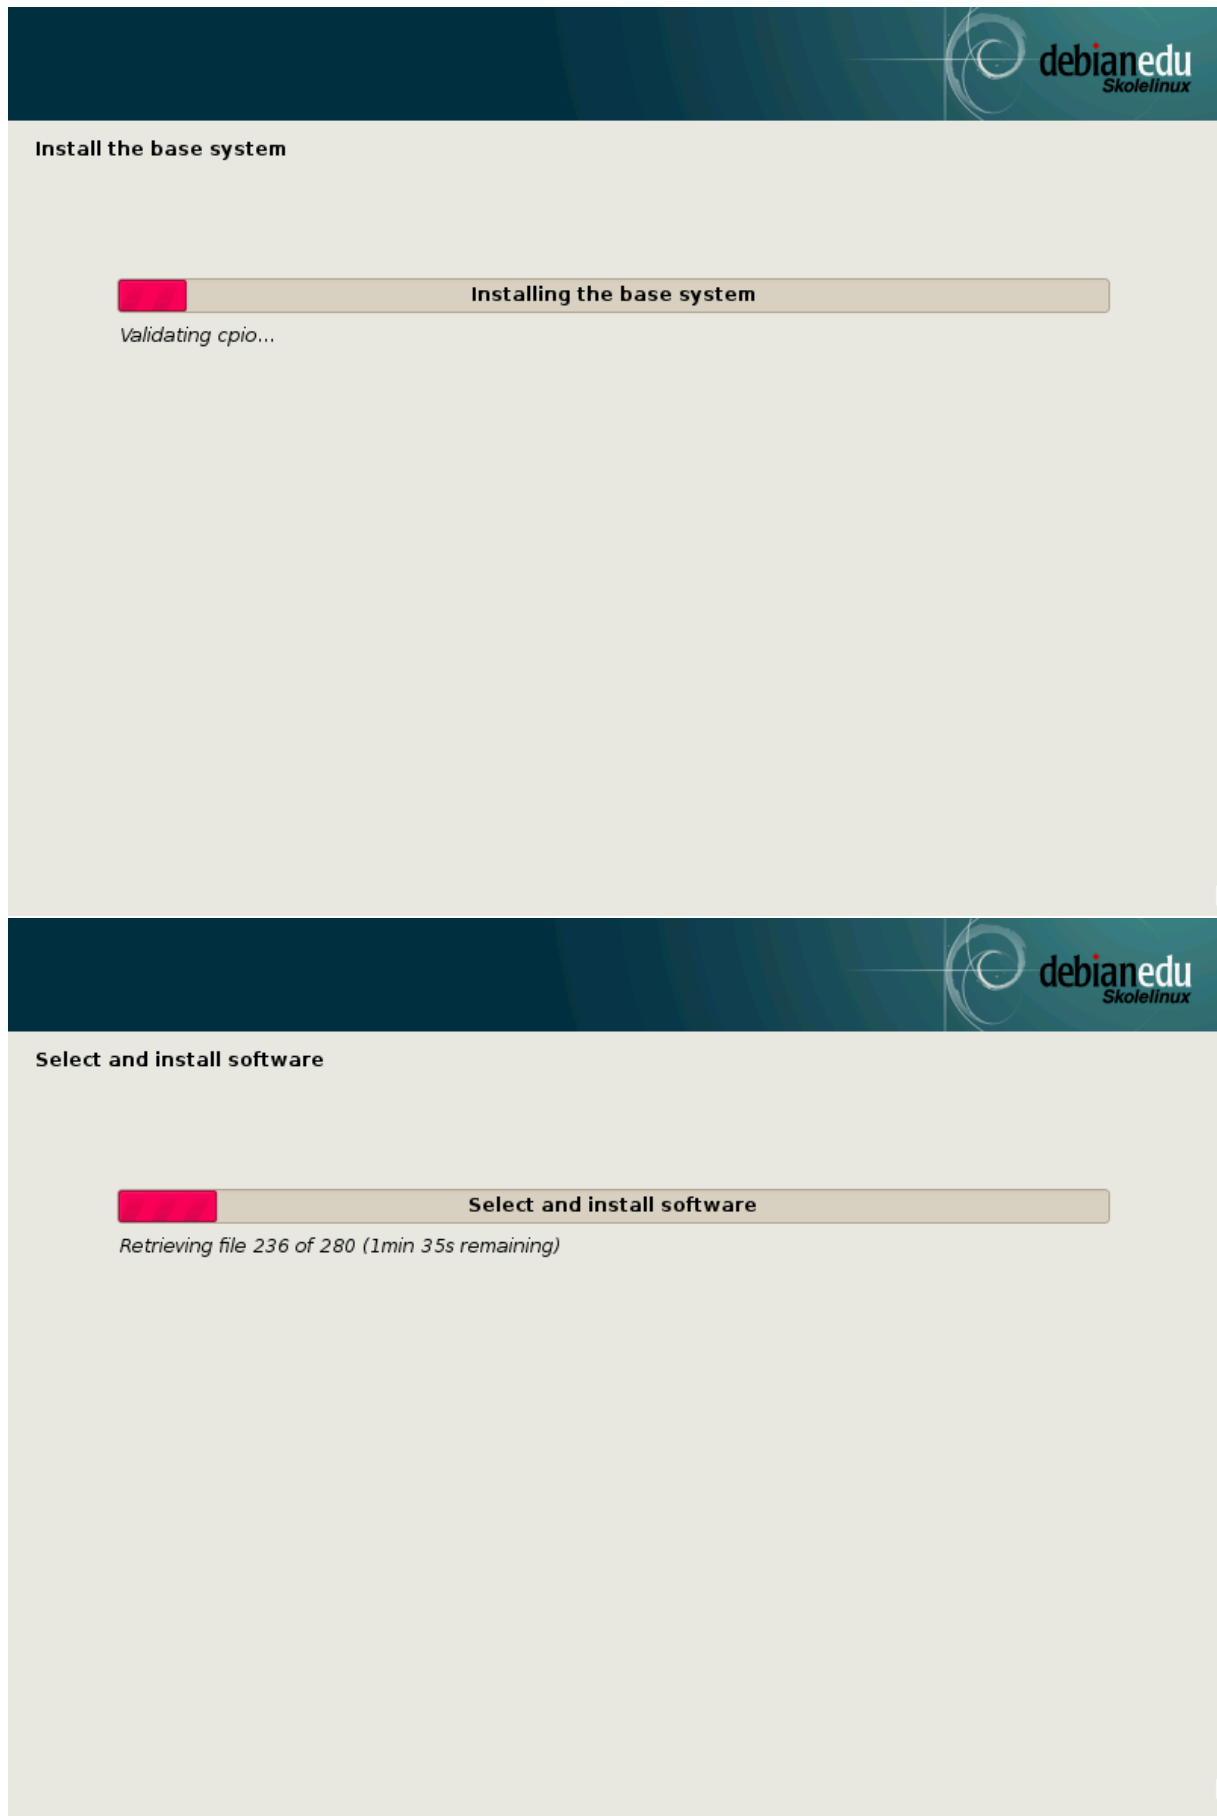 debianedu
Skolelinux
Install the base system
Installing the base system
Validating cpio...
debianedu
Skolelinux
Select and install software
Select and install software
Retrieving file 236 of 280 (1min 35s remaining)